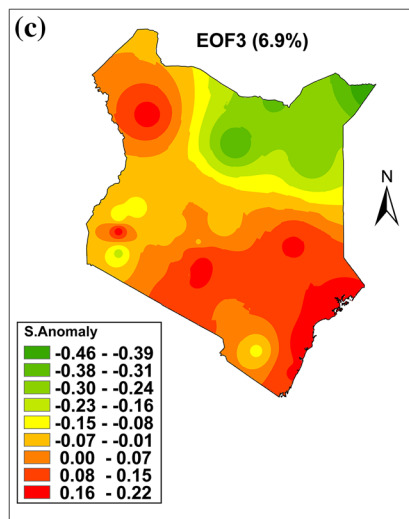 (c)
EOF3 (6.9%)
N
S.Anomaly
-0.46 - -0.39
-0.38 - -0.31
-0.30 - -0.24
-0.23 - -0.16
-0.15 - -0.08
-0.07 - -0.01
0.00 - 0.07
0.08 - 0.15
0.16 - 0.22